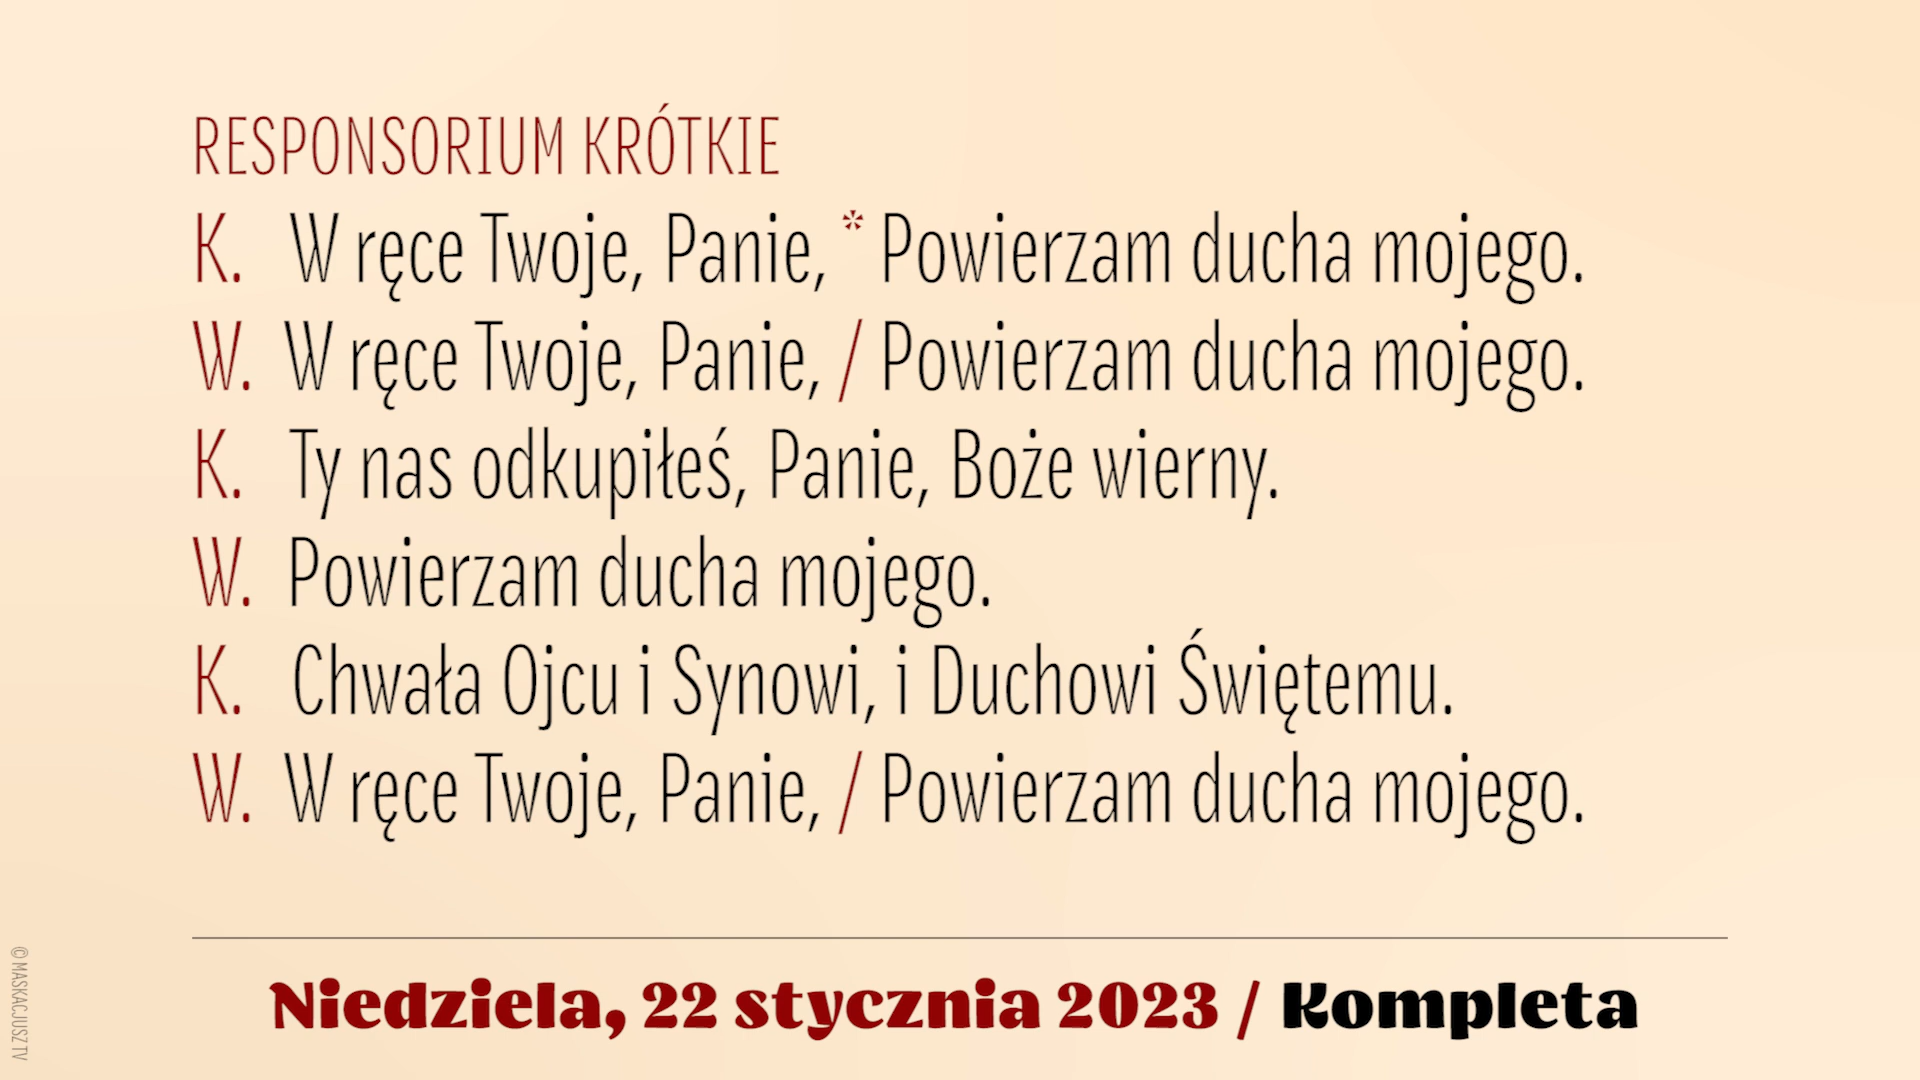 RESPONSORIUM KRÓTKIE
K. W ręce Twoje, Panie, * Powierzam ducha mojego.
W. W ręce Twoje, Panie, / Powierzam ducha mojego.
K. Ty nas odkupiłeś, Panie, Boże wierny.
W. Powierzam ducha mojego.
K. Chwała Ojcu i Synowi, i Duchowi Świętemu.
W. W ręce Twoje, Panie, / Powierzam ducha mojego.
Niedziela, 22 stycznia 2023 / Kompleta
© MASKACJUSZ TV